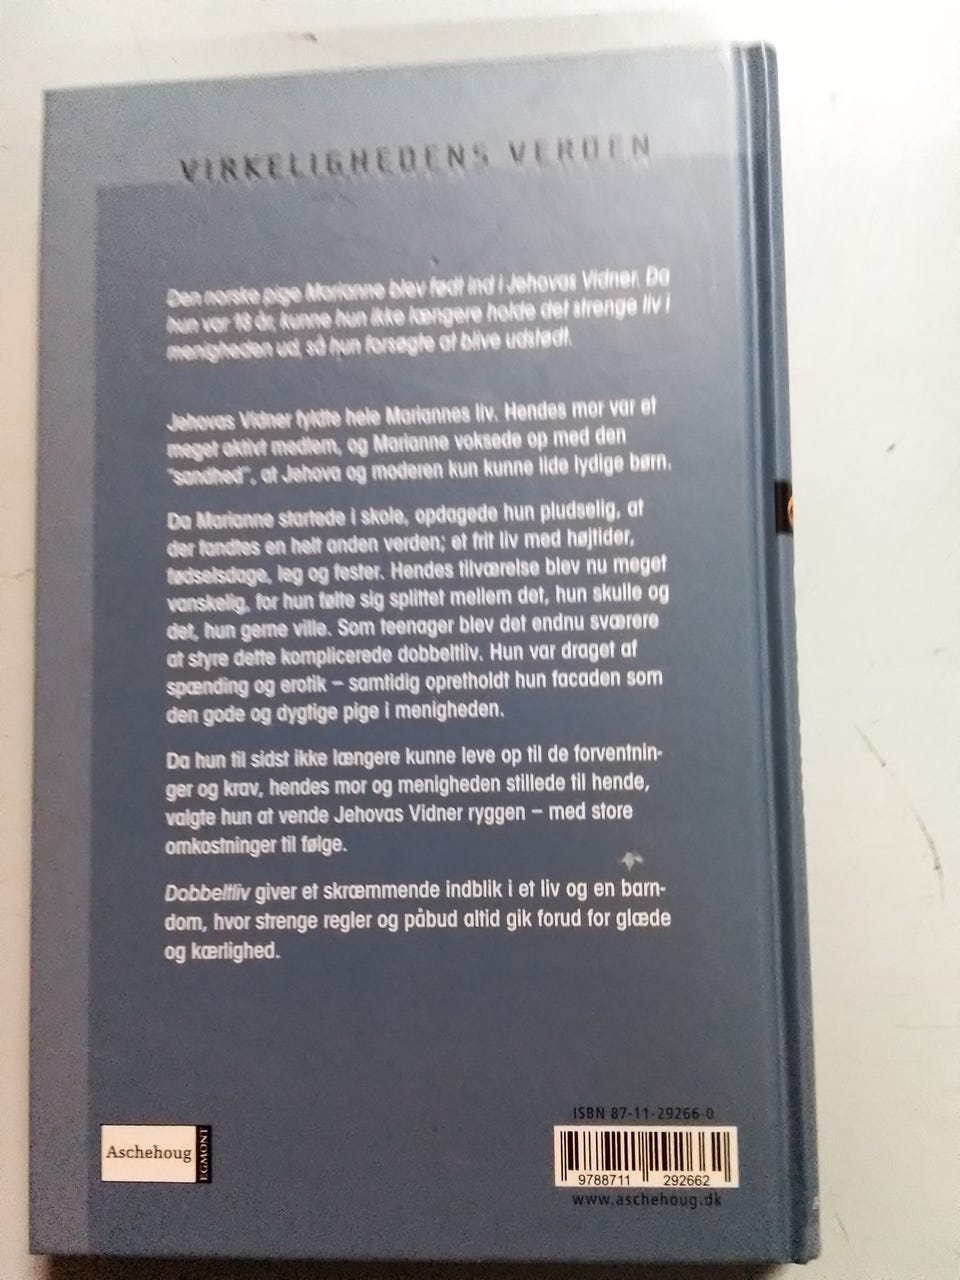 VIRKELIGHEDENS VERDEN
Den norske pige Marianne blev født ind i Jehovas Vidner. Da
hun var 18 år, kunne hun ikke længere holde det strenge liv i
menigheden ud, så hun forsøgte at blive udstødt.
Jehovas Vidner fyldte hele Mariannes liv. Hendes mor var et
meget aktivt medlem, og Marianne voksede op med den
"sandhed", at Jehova og moderen kun kunne lide lydige børn.
Da Marianne startede i skole, opdagede hun pludselig, at
der fandtes en helt anden verden; et frit liv med højtider,
fødselsdage, leg og fester. Hendes tilværelse blev nu meget
vanskelig, for hun følte sig splittet mellem det, hun skulle og
det, hun gerne ville. Som teenager blev det endnu sværere
at styre dette komplicerede dobbeltliv. Hun var draget af
spænding og erotik – samtidig opretholdt hun facaden som
den gode og dygtige pige i menigheden.
Da hun til sidst ikke længere kunne leve op til de forventnin-
ger og krav, hendes mor og menigheden stillede til hende,
valgte hun at vende Jehovas Vidner ryggen – med store
omkostninger til følge.
Dobbeltliv giver et skræmmende indblik i et liv og en barn-
dom, hvor strenge regler og påbud altid gik forud for glæde
og kærlighed.
ISBN 87-11-29266-0
Aschehoug
EGMONT
9788711 292662
www.aschehoug.dk